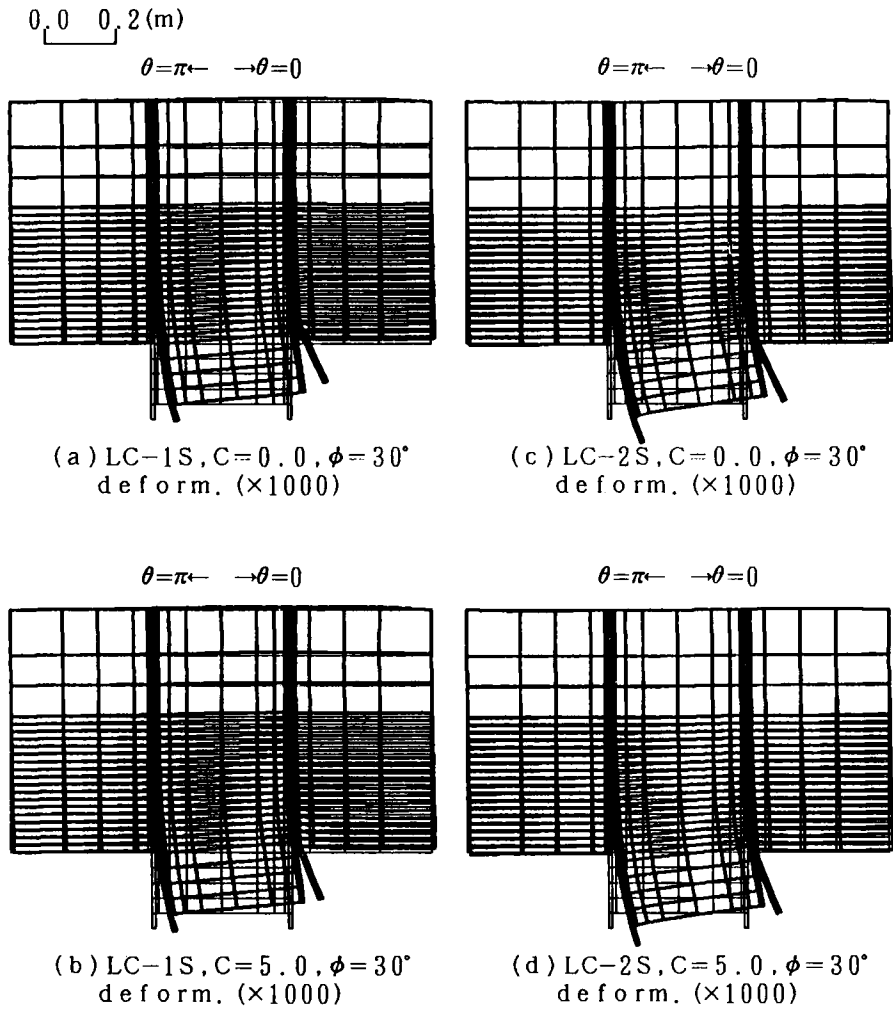 0.0 0.2(m)
θ=π← →θ=0
θ=π← →θ=0
(a) LC-1S, C=0.0, ϕ=30°
deform. (×1000)
(c) LC-2S, C=0.0, ϕ=30°
deform. (×1000)
θ=π← →θ=0
θ=π← →θ=0
(b) LC-1S, C=5.0, ϕ=30°
deform. (×1000)
(d) LC-2S, C=5.0, ϕ=30°
deform. (×1000)